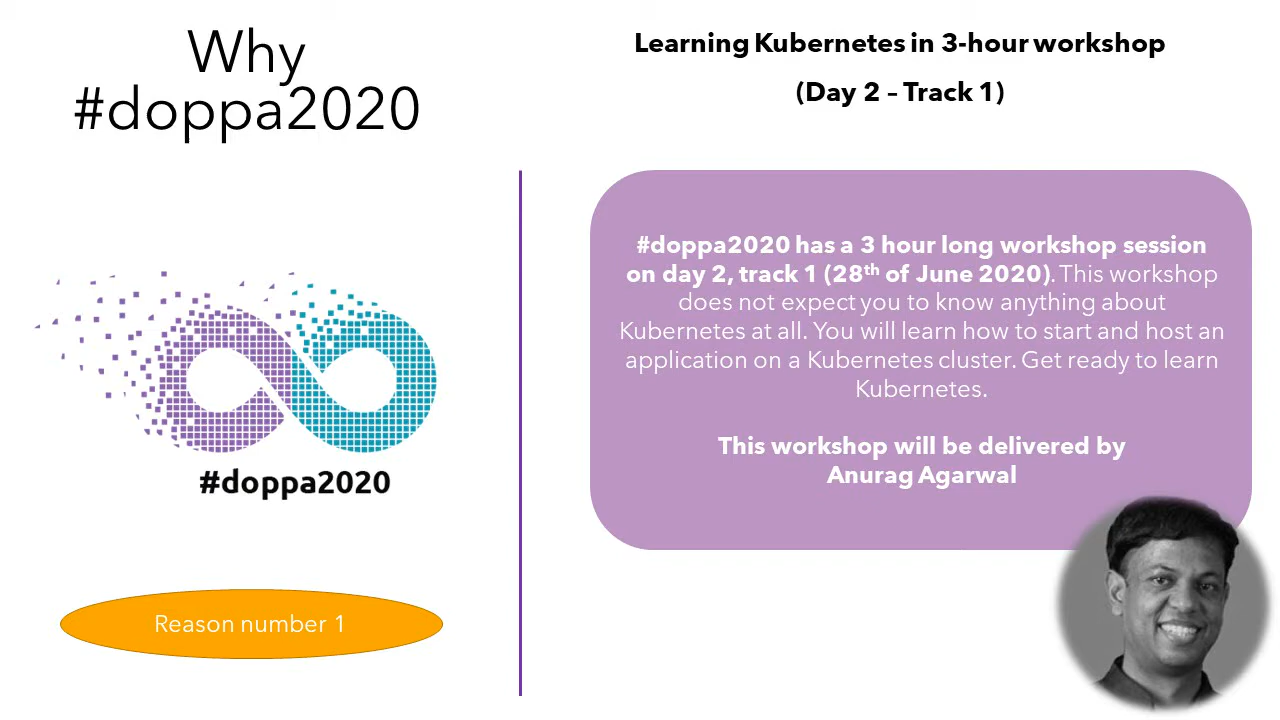 Why
#doppa2020
Learning Kubernetes in 3-hour workshop
(Day 2 – Track 1)
#doppa2020 has a 3 hour long workshop session
on day 2, track 1 (28th of June 2020). This workshop
does not expect you to know anything about
Kubernetes at all. You will learn how to start and host an
application on a Kubernetes cluster. Get ready to learn
Kubernetes.
This workshop will be delivered by
Anurag Agarwal
#doppa2020
Reason number 1